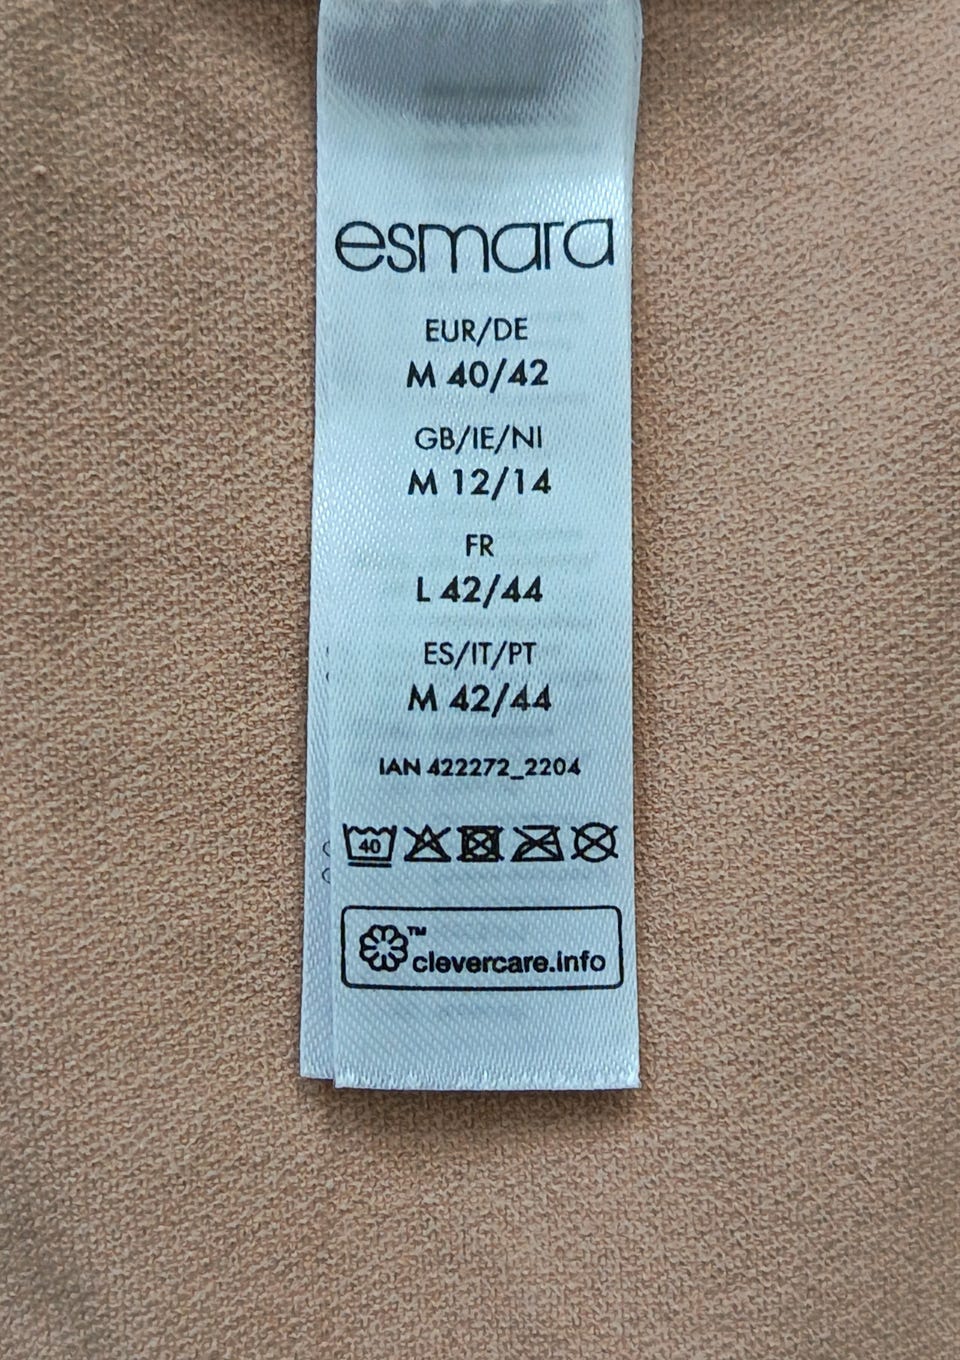 esmara
EUR/DE
M 40/42
GB/IE/NI
M 12/14
FR
L 42/44
ES/IT/PT
M 42/44
IAN 422272_2204
40
™
clevercare.info